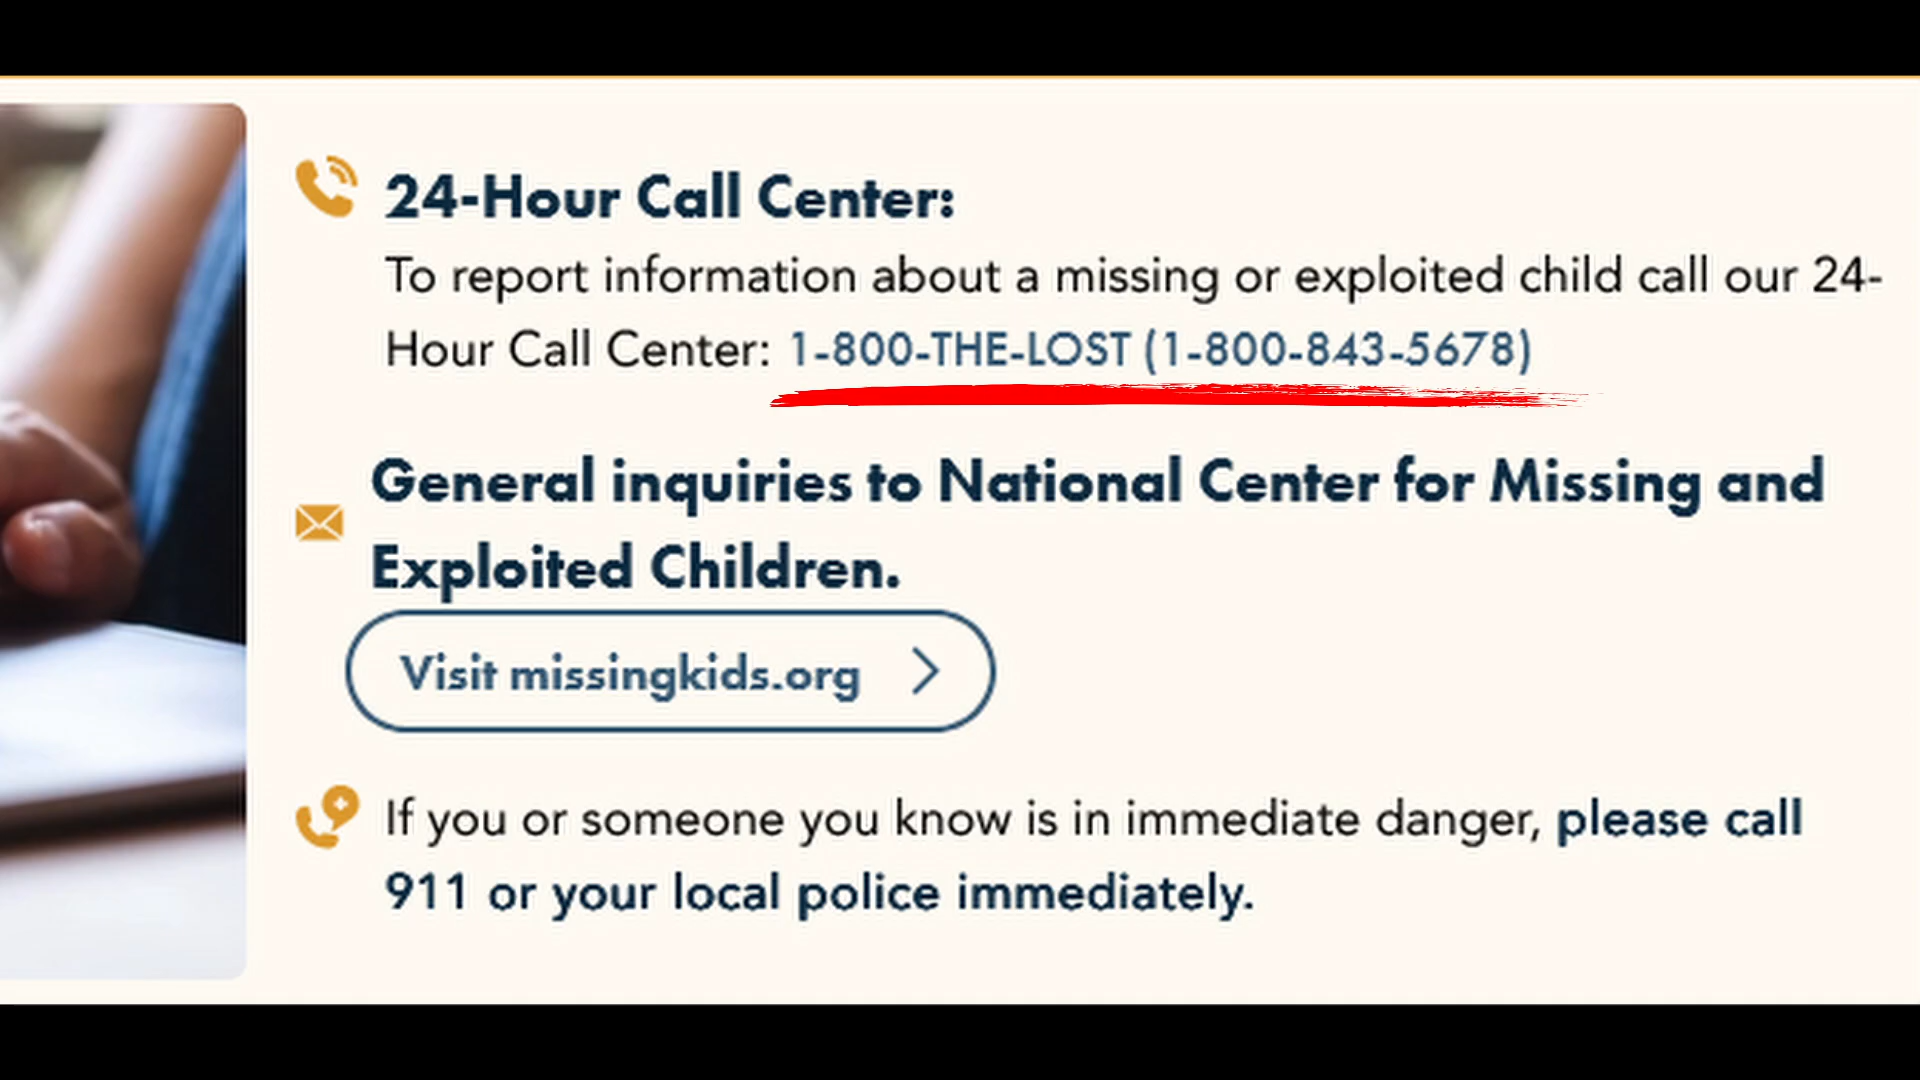 24-Hour Call Center:
To report information about a missing or exploited child call our 24-
Hour Call Center: 1-800-THE-LOST (1-800-843-5678)
General inquiries to National Center for Missing and
Exploited Children.
Visit missingkids.org
If you or someone you know is in immediate danger, please call
911 or your local police immediately.